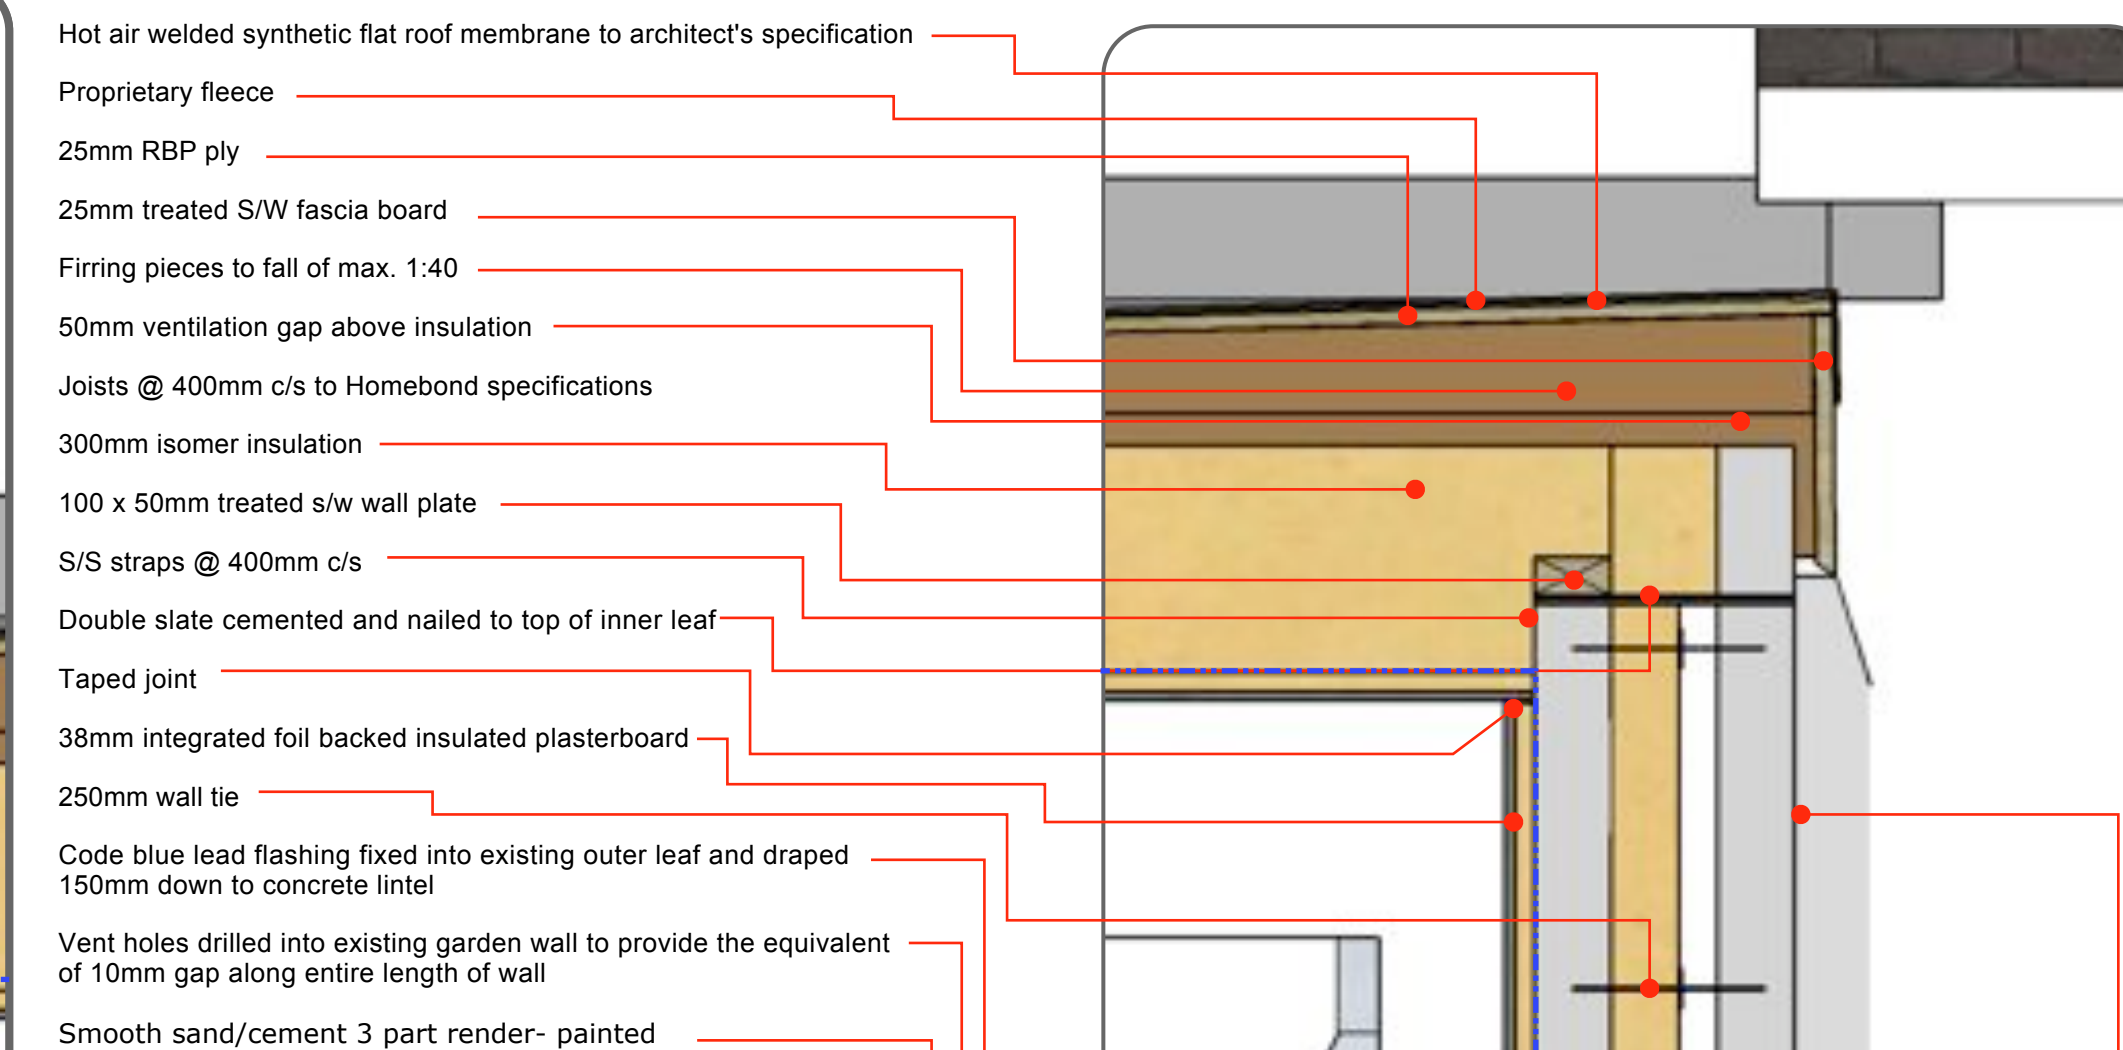 Hot air welded synthetic flat roof membrane to architect's specification
Proprietary fleece
25mm RBP ply
25mm treated S/W fascia board
Firring pieces to fall of max. 1:40
50mm ventilation gap above insulation
Joists @ 400mm c/s to Homebond specifications
300mm isomer insulation
100 x 50mm treated s/w wall plate
S/S straps @ 400mm c/s
Double slate cemented and nailed to top of inner leaf
Taped joint
38mm integrated foil backed insulated plasterboard
250mm wall tie
Code blue lead flashing fixed into existing outer leaf and draped
150mm down to concrete lintel
Vent holes drilled into existing garden wall to provide the equivalent
of 10mm gap along entire length of wall
Smooth sand/cement 3 part render- painted